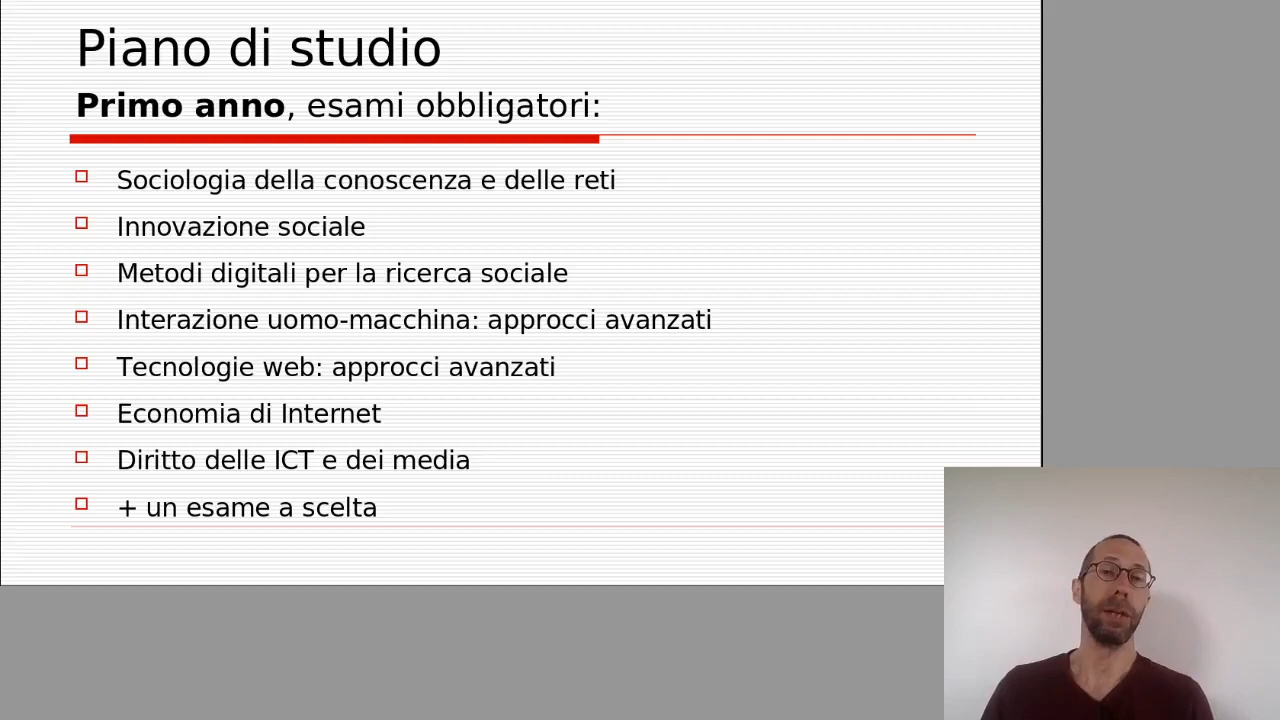 Piano di studio
Primo anno, esami obbligatori:
Sociologia della conoscenza e delle reti
Innovazione sociale
Metodi digitali per la ricerca sociale
Interazione uomo-macchina: approcci avanzati
Tecnologie web: approcci avanzati
Economia di Internet
Diritto delle ICT e dei media
+ un esame a scelta